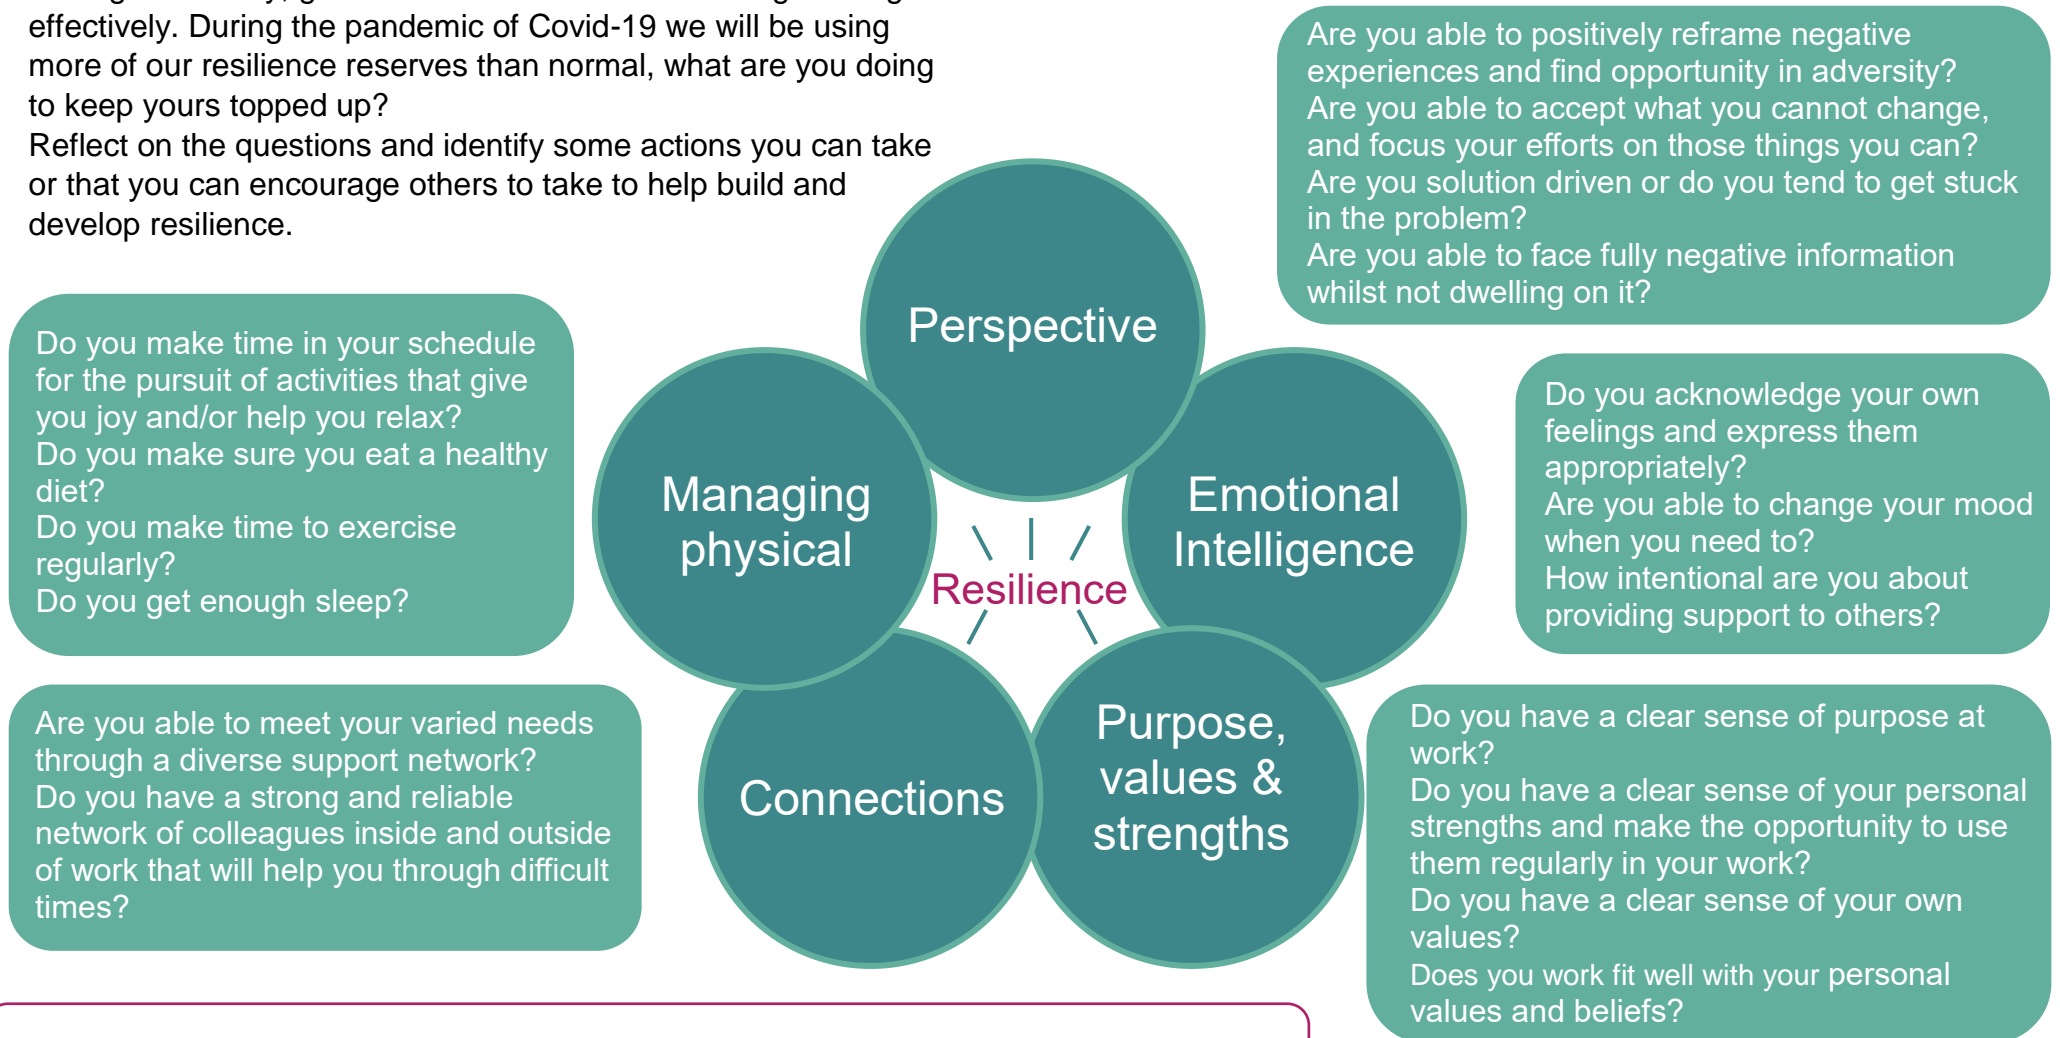 effectively. During the pandemic of Covid-19 we will be using
more of our resilience reserves than normal, what are you doing
to keep yours topped up?
Reflect on the questions and identify some actions you can take
or that you can encourage others to take to help build and
develop resilience.
Are you able to positively reframe negative
experiences and find opportunity in adversity?
Are you able to accept what you cannot change,
and focus your efforts on those things you can?
Are you solution driven or do you tend to get stuck
in the problem?
Are you able to face fully negative information
whilst not dwelling on it?
Perspective
Do you make time in your schedule
for the pursuit of activities that give
you joy and/or help you relax?
Do you make sure you eat a healthy
diet?
Do you make time to exercise
regularly?
Do you get enough sleep?
Managing
physical
Emotional
Intelligence
Do you acknowledge your own
feelings and express them
appropriately?
Are you able to change your mood
when you need to?
How intentional are you about
providing support to others?
Resilience
Are you able to meet your varied needs
through a diverse support network?
Do you have a strong and reliable
network of colleagues inside and outside
of work that will help you through difficult
times?
Connections
Purpose,
values &
strengths
Do you have a clear sense of purpose at
work?
Do you have a clear sense of your personal
strengths and make the opportunity to use
them regularly in your work?
Do you have a clear sense of your own
values?
Does you work fit well with your personal
values and beliefs?